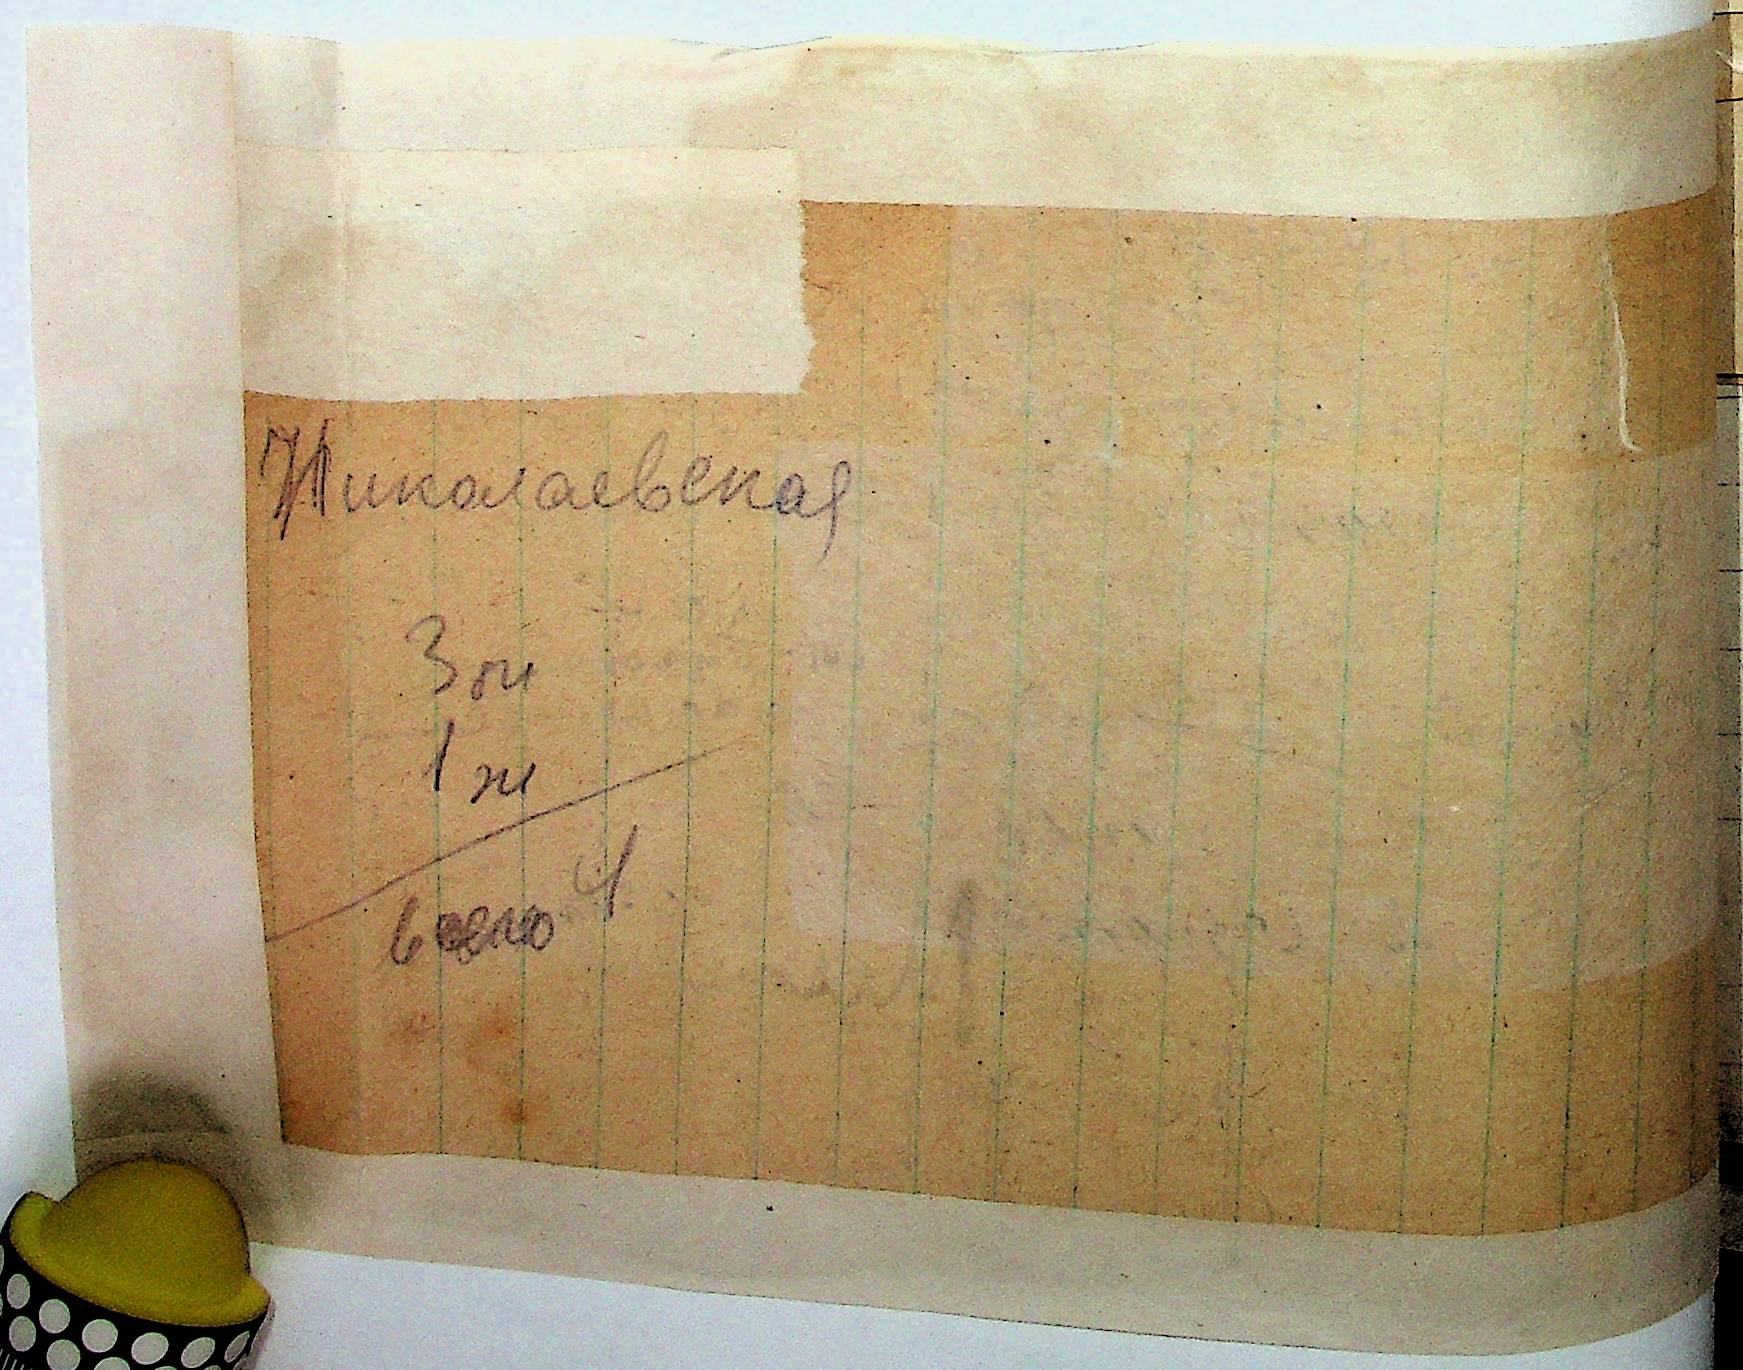 Николаевская
3 м
1 ж
всего 4